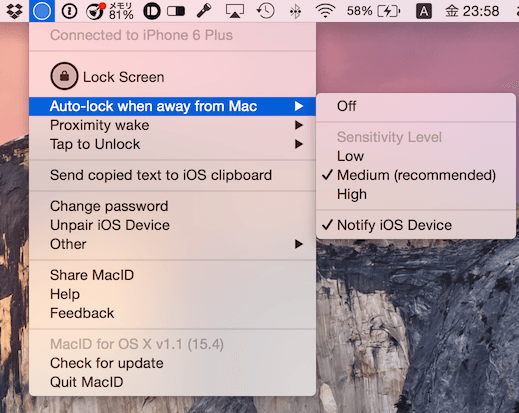 メモリ
81%
58%
A
金 23:58
Connected to iPhone 6 Plus
Lock Screen
Auto-lock when away from Mac
Proximity wake
Tap to Unlock
Send copied text to iOS clipboard
Change password
Unpair iOS Device
Other
Share MacID
Help
Feedback
MacID for OS X v1.1 (15.4)
Check for update
Quit MacID
Off
Sensitivity Level
Low
Medium (recommended)
High
Notify iOS Device